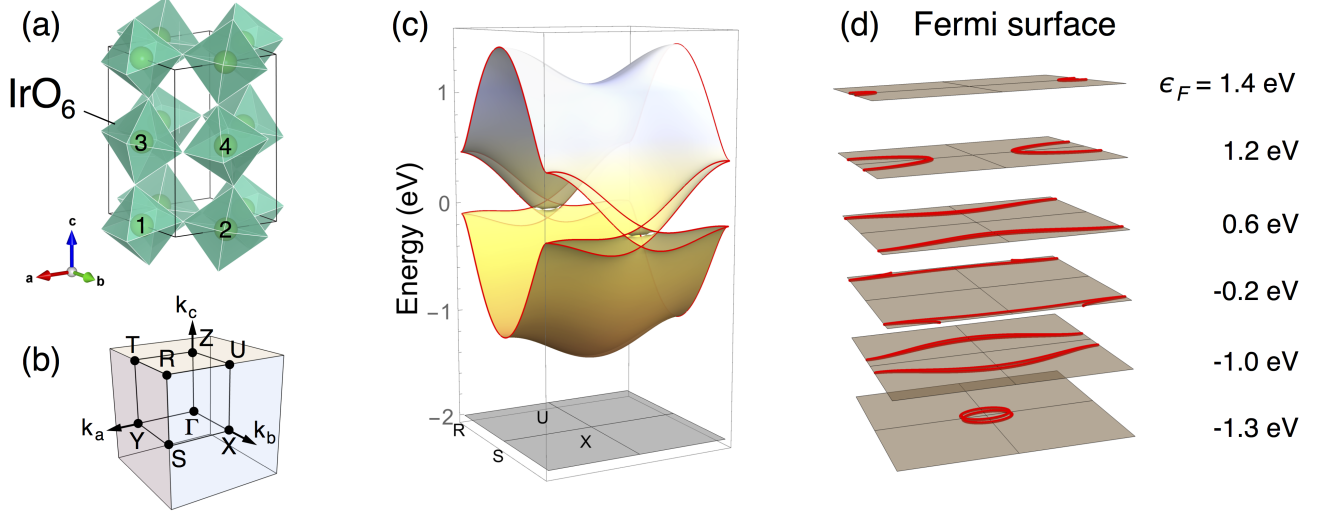 (a)
IrO6
3
4
1
2
c
a
b
(b)
kc
T
Z
R
U
ka
Y
Γ
X
kb
S
(c)
Energy (eV)
1
0
−1
−2
R
U
S
X
(d) Fermi surface
ϵF = 1.4 eV
1.2 eV
0.6 eV
-0.2 eV
-1.0 eV
-1.3 eV